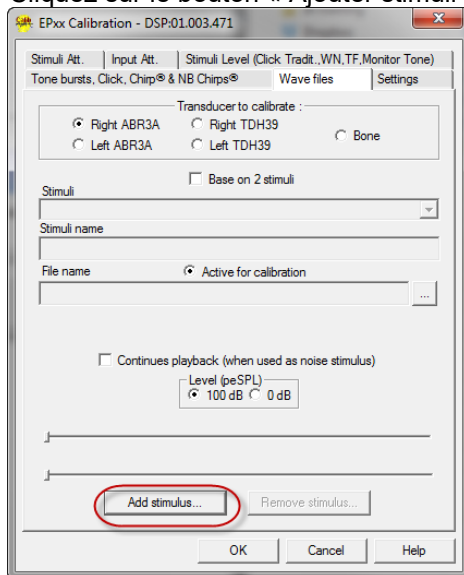 Cliquez sur le bouton « Ajouter stimuli
EPxx Calibration - DSP:01.003.471
Stimuli Att. Input Att. Stimuli Level (Click Tradit.,WN,TF,Monitor Tone)
Tone bursts, Click, Chirp® & NB Chirps® Wave files Settings
Transducer to calibrate :
Right ABR3A Right TDH39
Bone
Left ABR3A Left TDH39
Base on 2 stimuli
Stimuli
Stimuli name
File name Active for calibration
...
Continues playback (when used as noise stimulus)
Level (peSPL)
100 dB 0 dB
Add stimulus... Remove stimulus...
OK Cancel Help